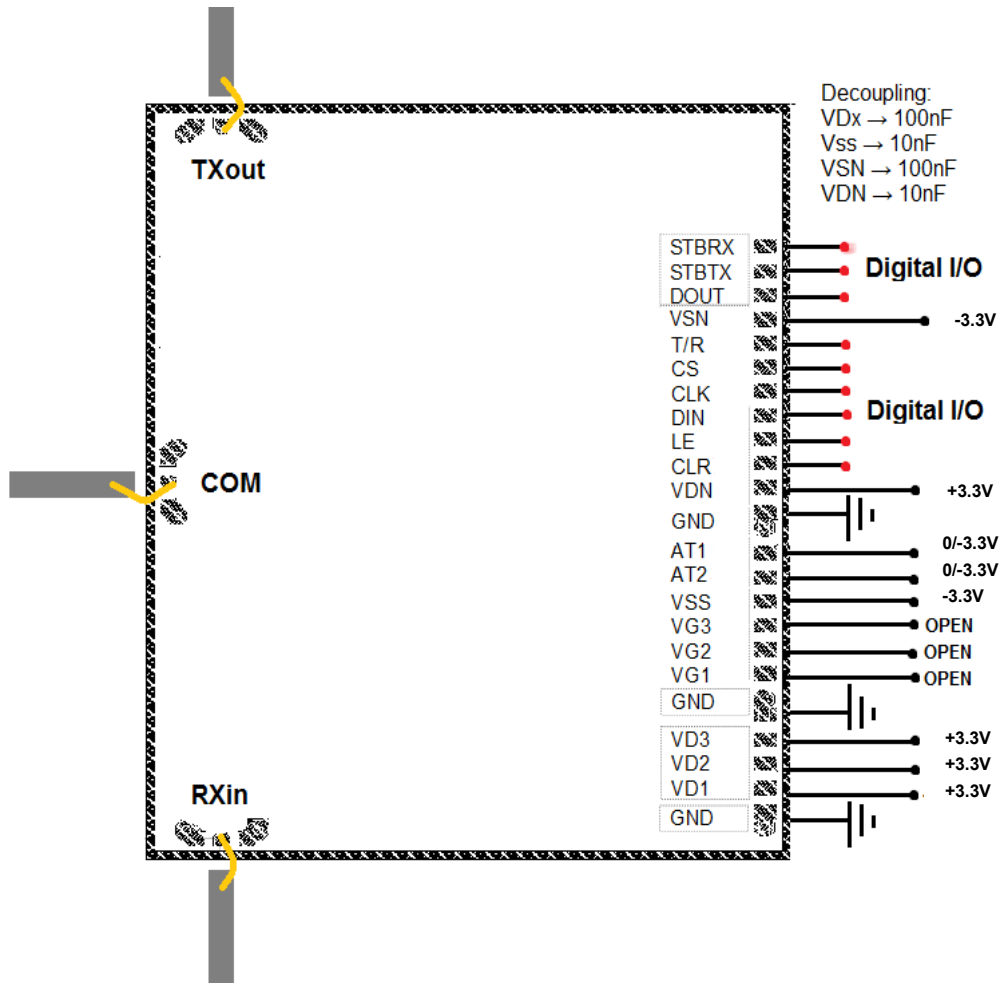 Decoupling:
VDx → 100nF
Vss → 10nF
VSN → 100nF
VDN → 10nF
TXout
STBRX
STBTX
DOUT
Digital I/O
VSN
-3.3V
T/R
CS
CLK
DIN
LE
CLR
Digital I/O
COM
VDN
+3.3V
GND
AT1
0/-3.3V
AT2
0/-3.3V
VSS
-3.3V
VG3
OPEN
VG2
OPEN
VG1
OPEN
GND
VD3
+3.3V
VD2
+3.3V
VD1
+3.3V
RXin
GND